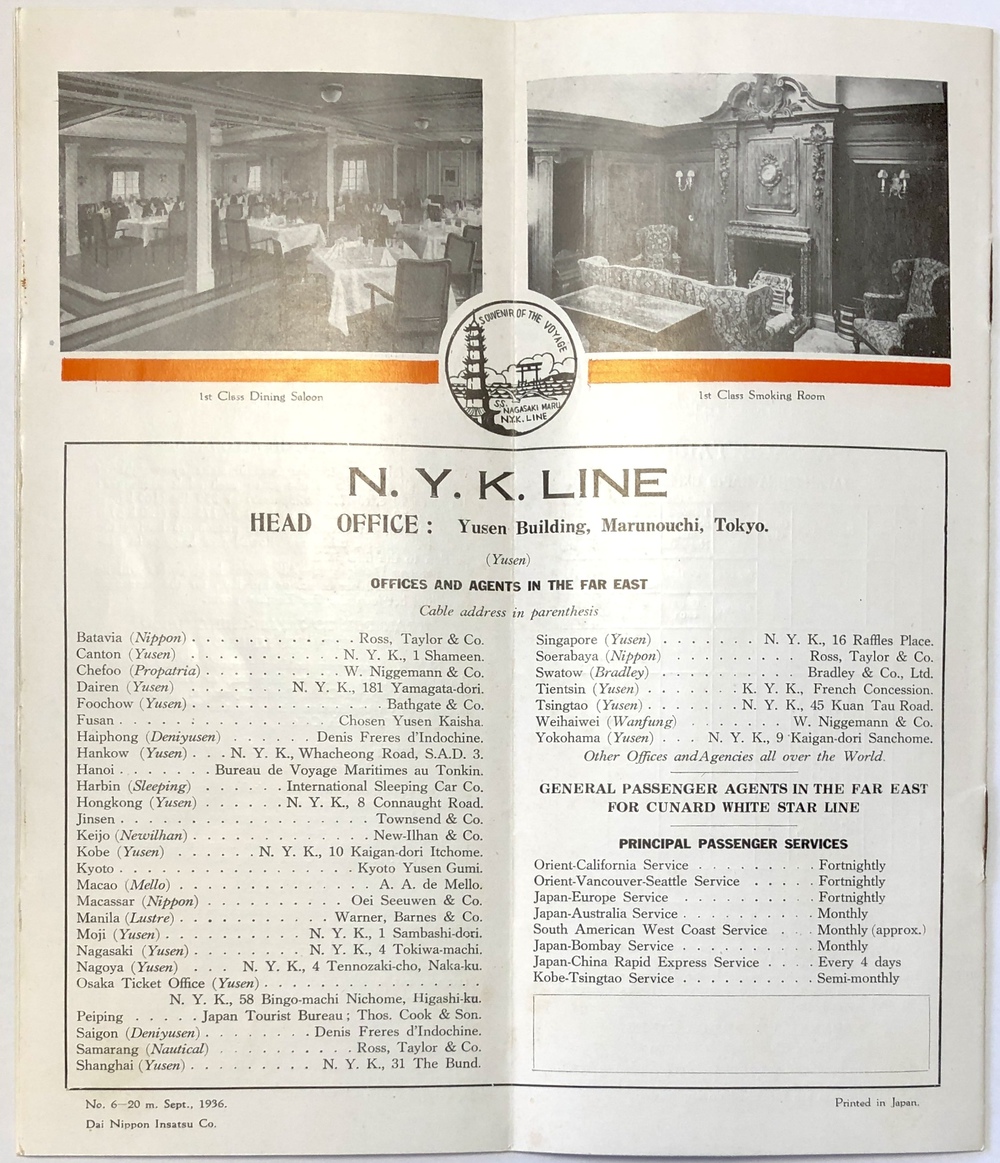 1st Class Dining Saloon
SOUVENIR OF THE VOYAGE
S.S. NAGASAKI MARU
N.Y.K. LINE
1st Class Smoking Room
N. Y. K. LINE
HEAD OFFICE : Yusen Building, Marunouchi, Tokyo.
(Yusen)
OFFICES AND AGENTS IN THE FAR EAST
Cable address in parenthesis
Batavia (Nippon) . . . . . . . . . . . . Ross, Taylor & Co.
Canton (Yusen) . . . . . . . . . . . . N. Y. K., 1 Shameen.
Chefoo (Propatria) . . . . . . . . . . . W. Niggemann & Co.
Dairen (Yusen) . . . . . . . N. Y. K., 181 Yamagata-dori.
Foochow (Yusen) . . . . . . . . . . . . . . Bathgate & Co.
Fusan . . . . . . . . . . . . . . . . Chosen Yusen Kaisha.
Haiphong (Deniyusen) . . . . . . . Denis Freres d'Indochine.
Hankow (Yusen) . . . N. Y. K., Whacheong Road, S.A.D. 3.
Hanoi . . . . . . . Bureau de Voyage Maritimes au Tonkin.
Harbin (Sleeping) . . . . . . International Sleeping Car Co.
Hongkong (Yusen) . . . . . . N. Y. K., 8 Connaught Road.
Jinsen . . . . . . . . . . . . . . . . . . . Townsend & Co.
Keijo (Newilhan) . . . . . . . . . . . . . New-Ilhan & Co.
Kobe (Yusen) . . . . . . N. Y. K., 10 Kaigan-dori Itchome.
Kyoto . . . . . . . . . . . . . . . . . . Kyoto Yusen Gumi.
Macao (Mello) . . . . . . . . . . . . . . . A. A. de Mello.
Macassar (Nippon) . . . . . . . . . . Oei Seeuwen & Co.
Manila (Lustre) . . . . . . . . . . . . Warner, Barnes & Co.
Moji (Yusen) . . . . . . . . . . N. Y. K., 1 Sambashi-dori.
Nagasaki (Yusen) . . . . . . . . N. Y. K., 4 Tokiwa-machi.
Nagoya (Yusen) . . . N. Y. K., 4 Tennozaki-cho, Naka-ku.
Osaka Ticket Office (Yusen) . . . . . . . . . . . . . . . .
N. Y. K., 58 Bingo-machi Nichome, Higashi-ku.
Peiping . . . . . Japan Tourist Bureau ; Thos. Cook & Son.
Saigon (Deniyusen) . . . . . . . . Denis Freres d'Indochine.
Samarang (Nautical) . . . . . . . . . . Ross, Taylor & Co.
Shanghai (Yusen) . . . . . . . . . N. Y. K., 31 The Bund.
Singapore (Yusen) . . . . . . . N. Y. K., 16 Raffles Place.
Soerabaya (Nippon) . . . . . . . . . Ross, Taylor & Co.
Swatow (Bradley) . . . . . . . . . . Bradley & Co., Ltd.
Tientsin (Yusen) . . . . . . . K. Y. K., French Concession.
Tsingtao (Yusen) . . . . . . . N. Y. K., 45 Kuan Tau Road.
Weihaiwei (Wanfung) . . . . . . . W. Niggemann & Co.
Yokohama (Yusen) . . . N. Y. K., 9 Kaigan-dori Sanchome.
Other Offices and Agencies all over the World.
GENERAL PASSENGER AGENTS IN THE FAR EAST
FOR CUNARD WHITE STAR LINE
PRINCIPAL PASSENGER SERVICES
Orient-California Service . . . . . . . . Fortnightly
Orient-Vancouver-Seattle Service . . . . . Fortnightly
Japan-Europe Service . . . . . . . . . Fortnightly
Japan-Australia Service . . . . . . . . . Monthly
South American West Coast Service . . . Monthly (approx.)
Japan-Bombay Service . . . . . . . . . . Monthly
Japan-China Rapid Express Service . . . . Every 4 days
Kobe-Tsingtao Service . . . . . . . . . . Semi-monthly
No. 6—20 m. Sept., 1936.
Dai Nippon Insatsu Co.
Printed in Japan.